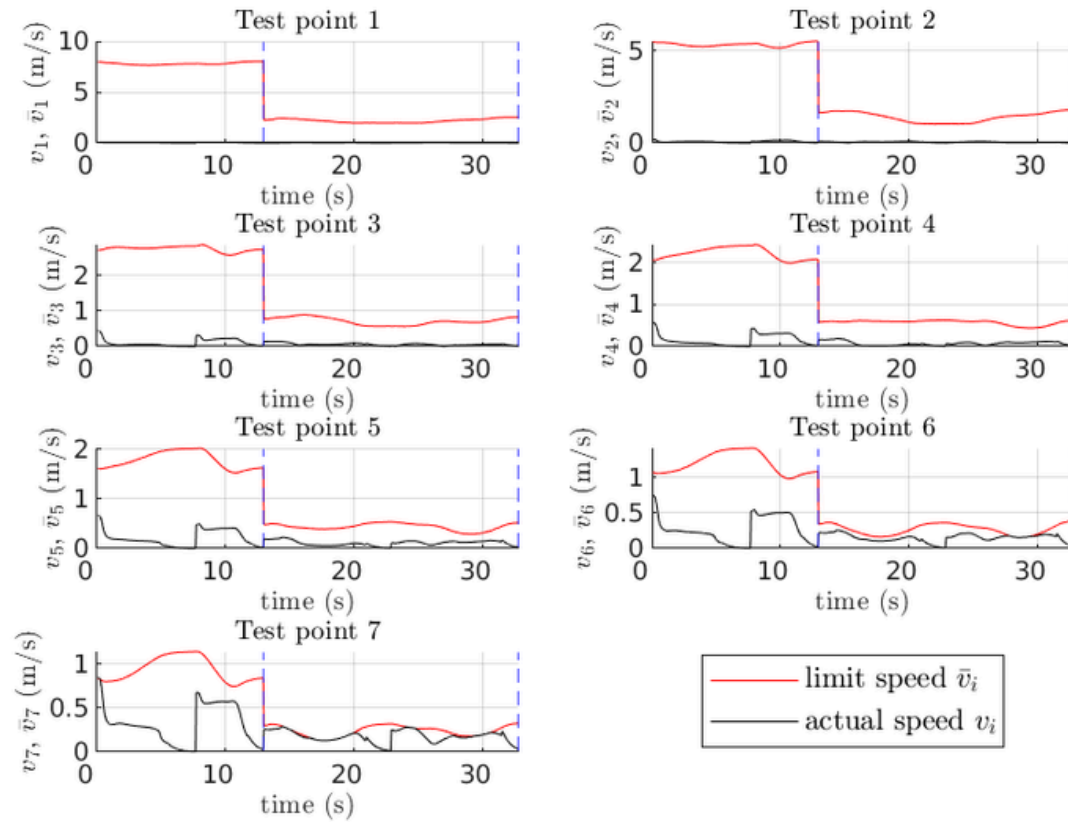 Test point 1
v₁, v̄₁ (m/s)
10
5
0
0 10 20 30
time (s)
Test point 2
v₂, v̄₂ (m/s)
5
0
0 10 20 30
time (s)
Test point 3
v₃, v̄₃ (m/s)
2
1
0
0 10 20 30
time (s)
Test point 4
v₄, v̄₄ (m/s)
2
1
0
0 10 20 30
time (s)
Test point 5
v₅, v̄₅ (m/s)
2
1
0
0 10 20 30
time (s)
Test point 6
v₆, v̄₆ (m/s)
1
0.5
0
0 10 20 30
time (s)
Test point 7
v₇, v̄₇ (m/s)
1
0.5
0
0 10 20 30
time (s)
limit speed v̄ᵢ
actual speed vᵢ